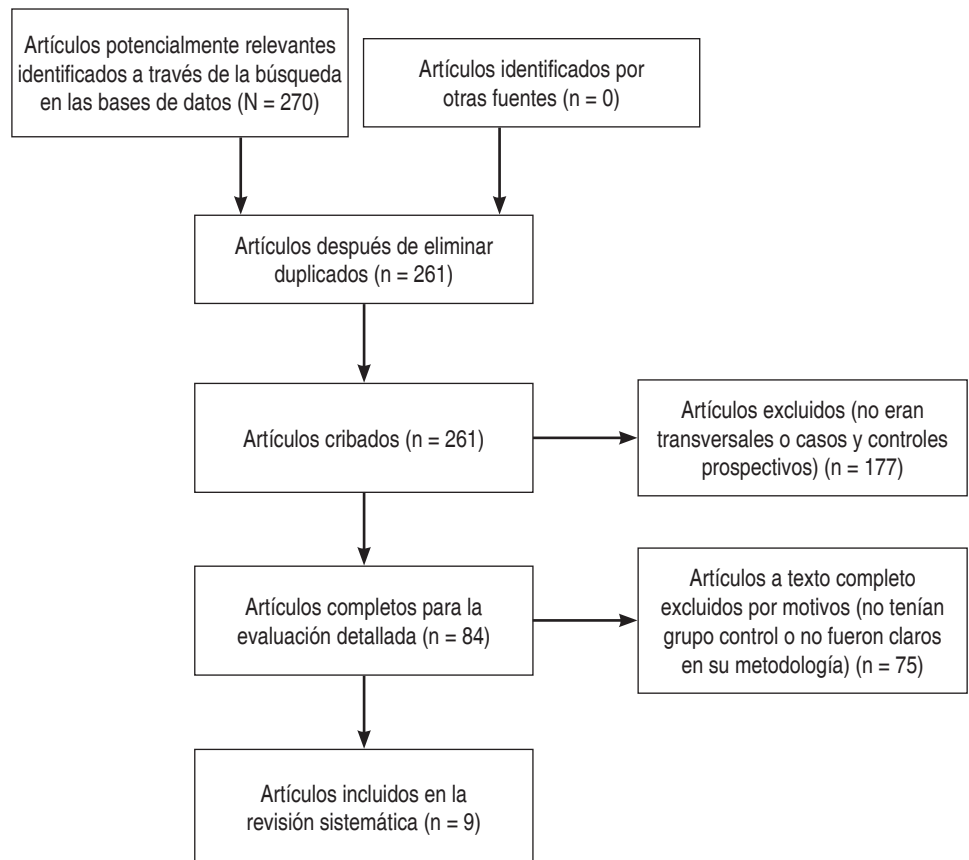 Artículos potencialmente relevantes
identificados a través de la búsqueda
en las bases de datos (N = 270)
Artículos identificados por
otras fuentes (n = 0)
Artículos después de eliminar
duplicados (n = 261)
Artículos cribados (n = 261)
Artículos excluidos (no eran
transversales o casos y controles
prospectivos) (n = 177)
Artículos completos para la
evaluación detallada (n = 84)
Artículos a texto completo
excluidos por motivos (no tenían
grupo control o no fueron claros
en su metodología) (n = 75)
Artículos incluidos en la
revisión sistemática (n = 9)